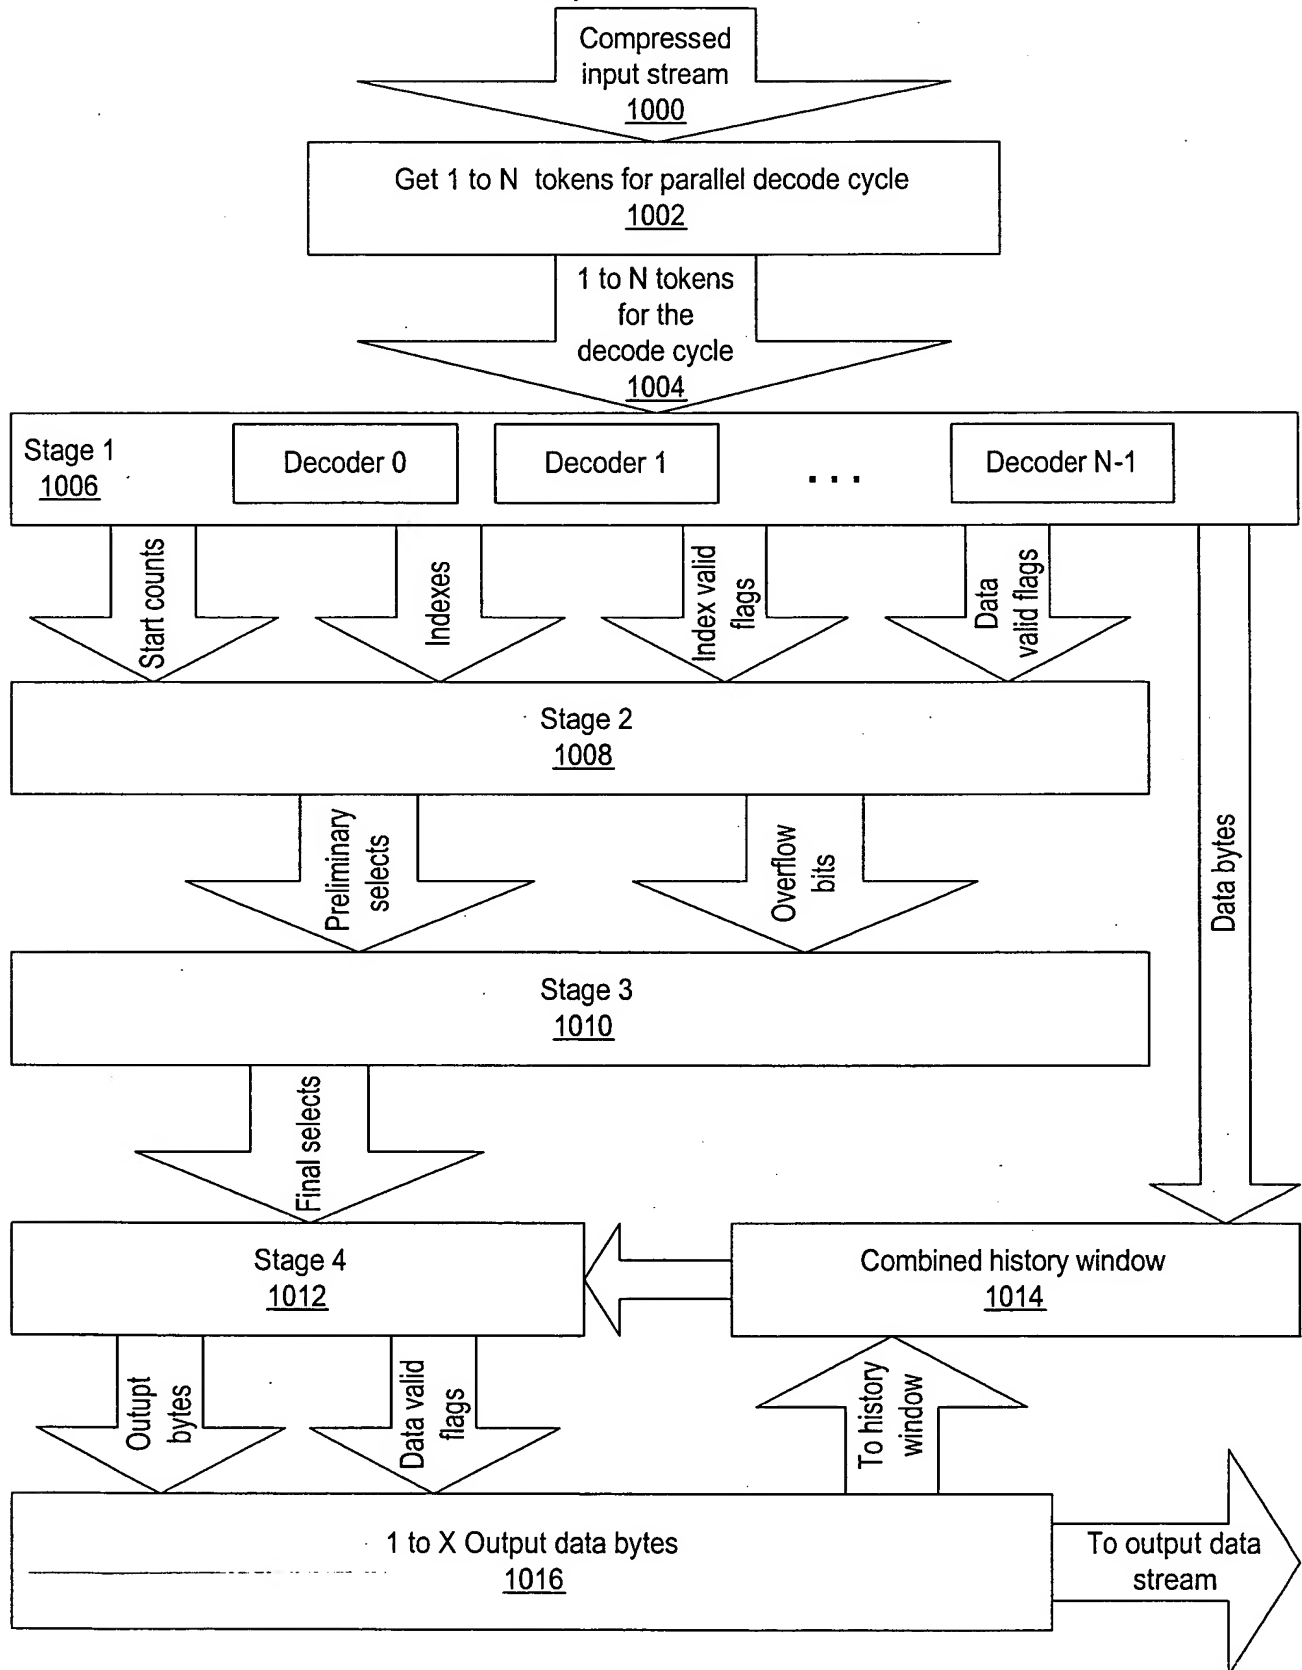 Compressed
input stream
1000
Get 1 to N tokens for parallel decode cycle
1002
1 to N tokens
for the
decode cycle
1004
Stage 1
1006
Decoder 0
Decoder 1
. . .
Decoder N-1
Start counts
Indexes
Index valid
flags
Data
valid flags
Data bytes
Stage 2
1008
Preliminary
selects
Overflow
bits
Stage 3
1010
Final selects
Stage 4
1012
Combined history window
1014
Outupt
bytes
Data valid
flags
To history
window
1 to X Output data bytes
1016
To output data
stream